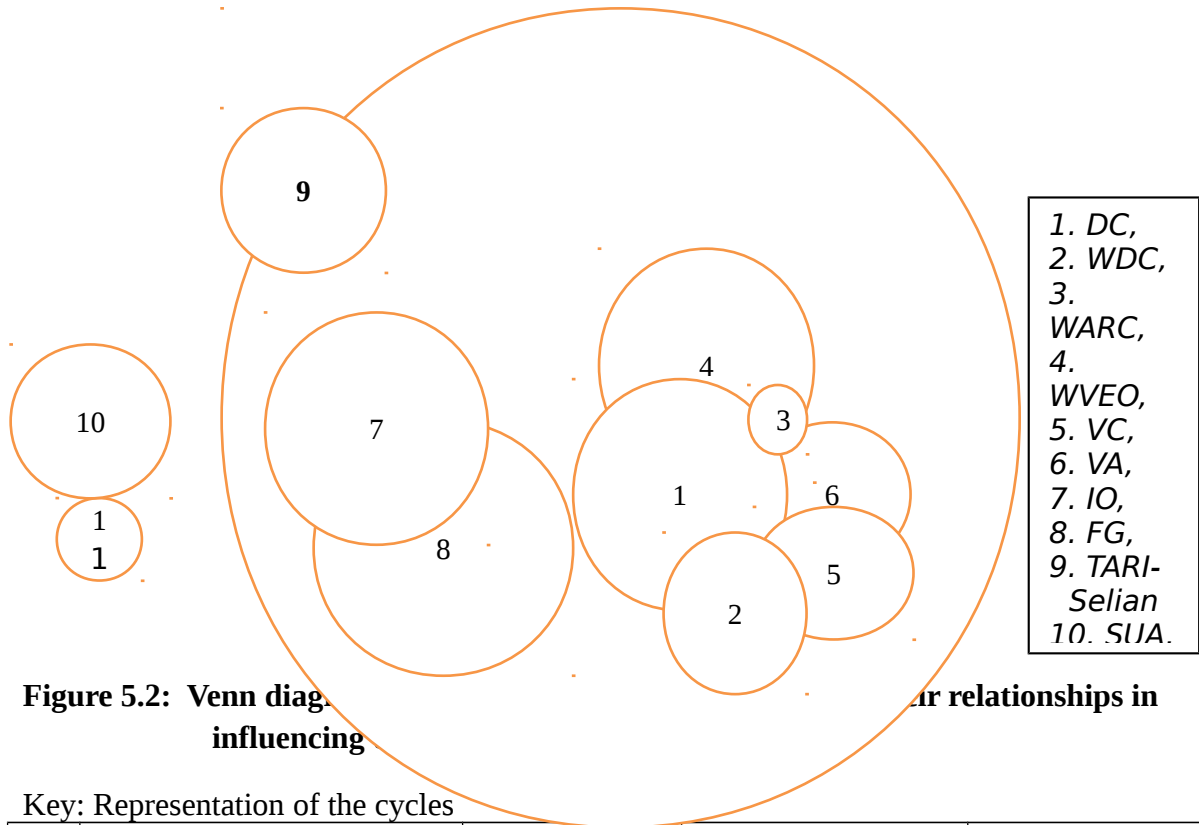 9
4
3
10
7
1
6
1
1
8
5
2
1. DC,
2. WDC,
3.
WARC,
4.
WVEO,
5. VC,
6. VA,
7. IO,
8. FG,
9. TARI-
Selian
10. SUA.
Figure 5.2: Venn relationships in
influencing
Key: Representation of the cycles